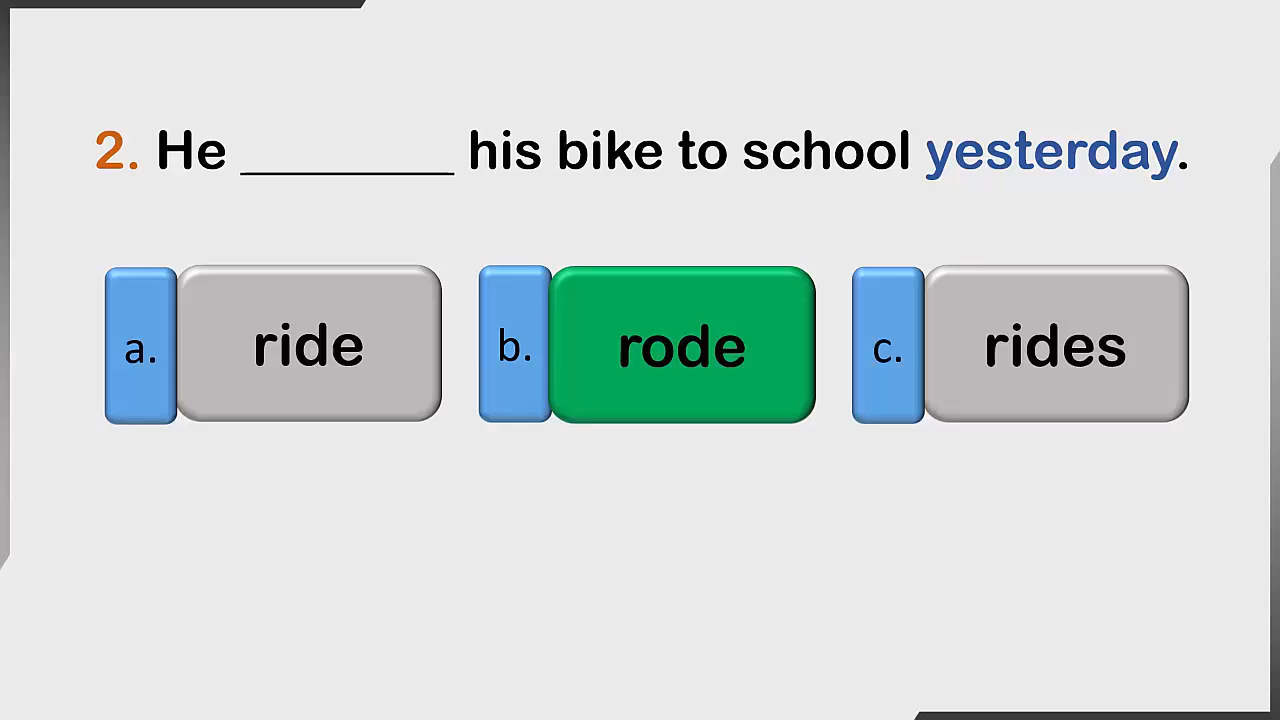 2. He ________ his bike to school yesterday.
a. ride b. rode c. rides